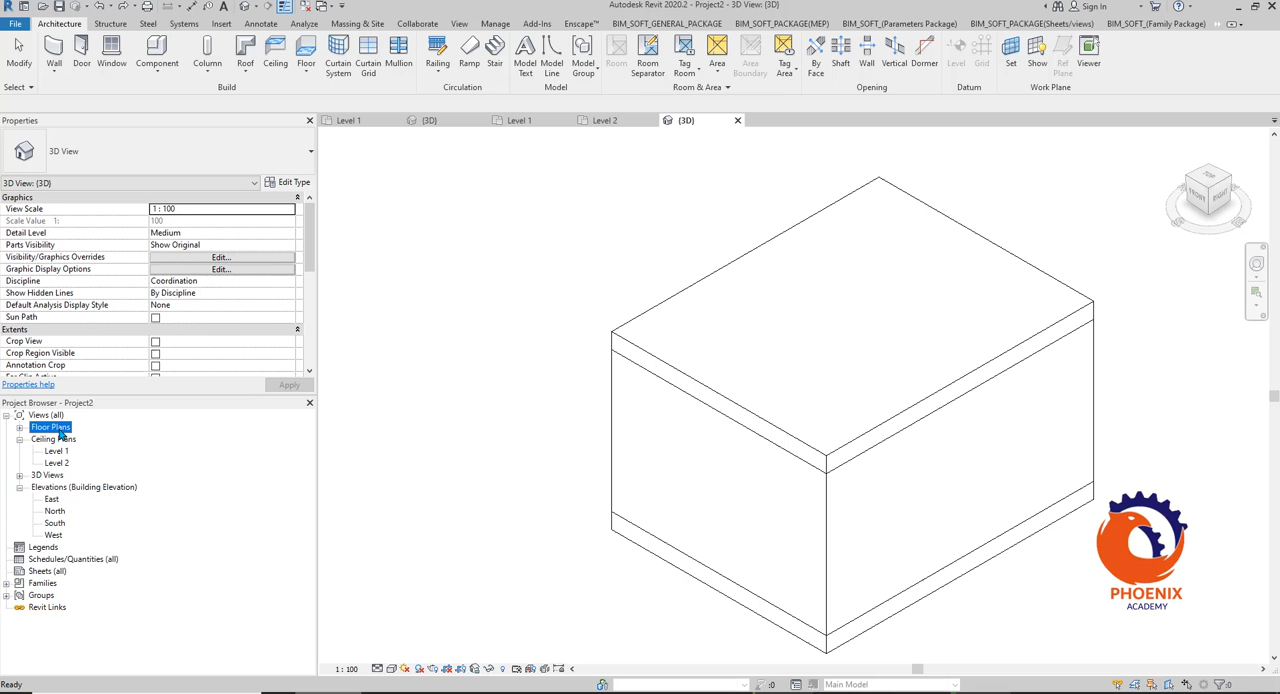 Autodesk Revit 2020.2 - Project2 - 3D View: {3D}
Sign In
File Architecture Structure Steel Systems Insert Annotate Analyze Massing & Site Collaborate View Manage Add-Ins Enscape™ BIM_SOFT_GENERAL_PACKAGE BIM_SOFT_PACKAGE(MEP) BIM_SOFT_(Parameters Package) BIM_SOFT_PACKAGE(Sheets/views) BIM_SOFT_(Family Package)
Modify Wall Door Window Component Column Roof Ceiling Floor Curtain System Curtain Grid Mullion Railing Ramp Stair Model Text Model Line Model Group Room Room Separator Tag Room Area Area Boundary Tag Area By Face Shaft Wall Vertical Dormer Level Grid Set Show Ref Plane Viewer
Select Build Circulation Model Room & Area Opening Datum Work Plane
Properties
Level 1 {3D} Level 1 Level 2 {3D}
3D View
3D View: {3D} Edit Type
Graphics
View Scale 1 : 100
Scale Value 1: 100
Detail Level Medium
Parts Visibility Show Original
Visibility/Graphics Overrides Edit...
Graphic Display Options Edit...
Discipline Coordination
Show Hidden Lines By Discipline
Default Analysis Display Style None
Sun Path
Extents
Crop View
Crop Region Visible
Annotation Crop
Properties help Apply
Project Browser - Project2
Views (all)
Floor Plans
Ceiling Plans
Level 1
Level 2
3D Views
Elevations (Building Elevation)
East
North
South
West
Legends
Schedules/Quantities (all)
Sheets (all)
Families
Groups
Revit Links
TOP
FRONT RIGHT
PHOENIX
ACADEMY
1 : 100
Ready :0 Main Model :0